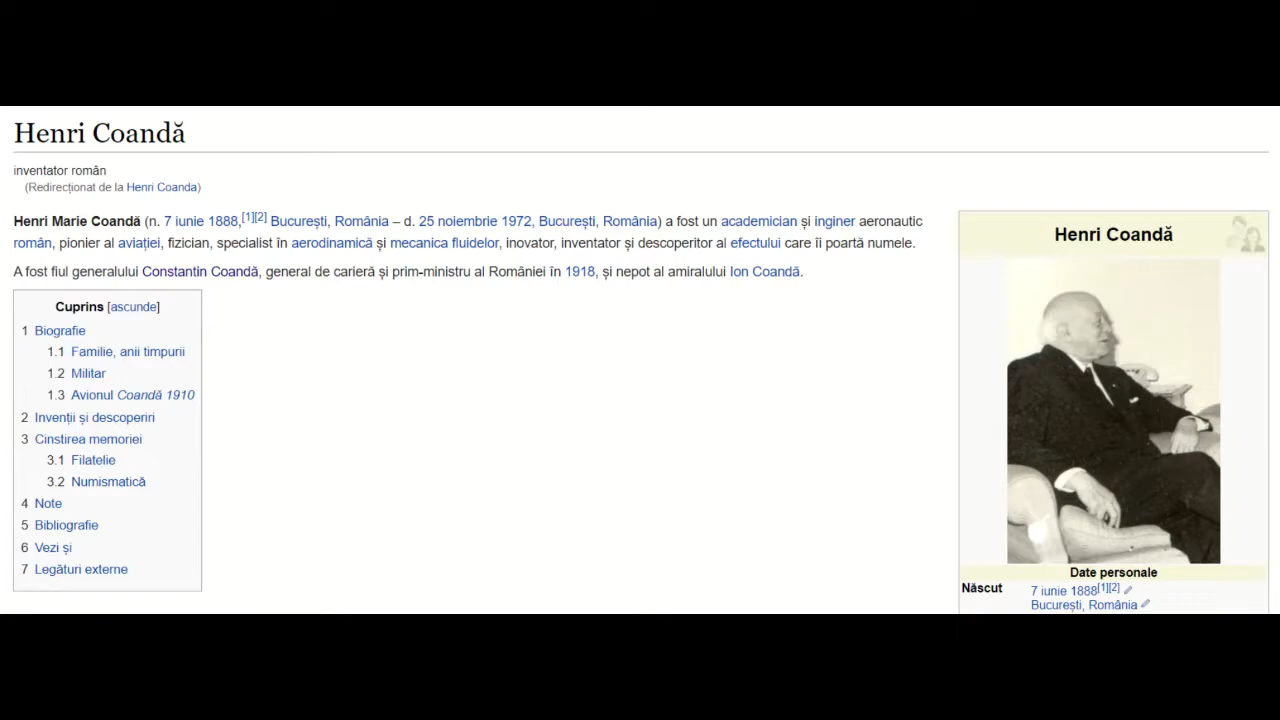 Henri Coandă
inventator român
(Redirecționat de la Henri Coanda)
Henri Marie Coandă (n. 7 iunie 1888,[1][2] București, România – d. 25 noiembrie 1972, București, România) a fost un academician și inginer aeronautic
român, pionier al aviației, fizician, specialist în aerodinamică și mecanica fluidelor, inovator, inventator și descoperitor al efectului care îi poartă numele.
A fost fiul generalului Constantin Coandă, general de carieră și prim-ministru al României în 1918, și nepot al amiralului Ion Coandă.
Cuprins [ascunde]
1 Biografie
1.1 Familie, anii timpurii
1.2 Militar
1.3 Avionul Coandă 1910
2 Invenții și descoperiri
3 Cinstirea memoriei
3.1 Filatelie
3.2 Numismatică
4 Note
5 Bibliografie
6 Vezi și
7 Legături externe
Henri Coandă
Date personale
Născut 7 iunie 1888[1][2]
București, România